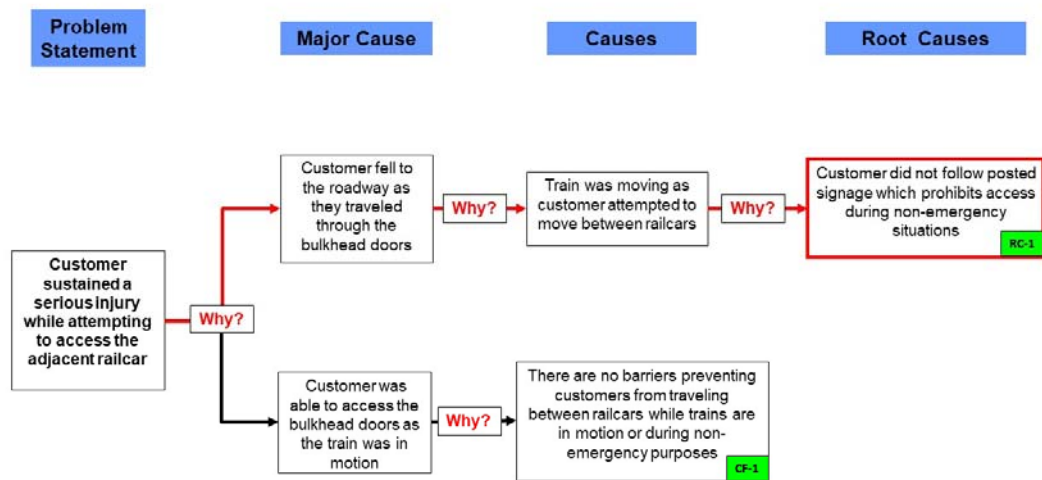 Problem
Statement
Major Cause
Causes
Root Causes
Customer
sustained a
serious injury
while attempting
to access the
adjacent railcar
Why?
Customer fell to
the roadway as
they traveled
through the
bulkhead doors
Why?
Train was moving as
customer attempted to
move between railcars
Why?
Customer did not follow posted
signage which prohibits access
during non-emergency
situations
RC-1
Customer was
able to access the
bulkhead doors as
the train was in
motion
Why?
There are no barriers preventing
customers from traveling
between railcars while trains are
in motion or during non-
emergency purposes
CF-1